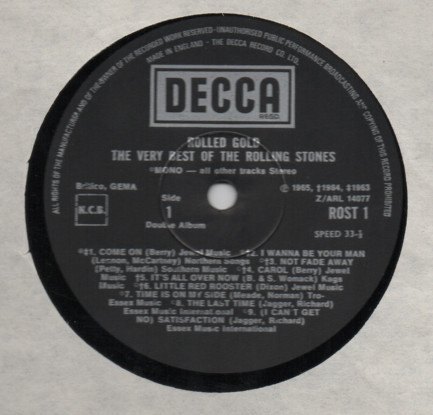 ALL RIGHTS OF THE MANUFACTURER AND OF THE OWNER OF THE RECORDED WORK RESERVED-UNAUTHORISED PUBLIC PERFORMANCE BROADCASTING AND COPYING OF THIS RECORD PROHIBITED
MADE IN ENGLAND - THE DECCA RECORD CO. LTD.
DECCA
REGD
ROLLED GOLD
THE VERY BEST OF THE ROLLING STONES
MONO — all other tracks Stereo
Britico, GEMA
Side
℗ 1965, †1964, §1963
Z/ARL 14077
N.C.B.
1
ROST 1
Double Album
SPEED 33-⅓
1. COME ON (Berry) Jewel Music 2. I WANNA BE YOUR MAN
(Lennon, McCartney) Northern Songs 3. NOT FADE AWAY
(Petty, Hardin) Southern Music 4. CAROL (Berry) Jewel
Music 5. IT'S ALL OVER NOW (B. & S. Womack) Kags
Music 6. LITTLE RED ROOSTER (Dixon) Jewel Music
7. TIME IS ON MY SIDE (Meade, Norman) Tro-
Essex Music 8. THE LAST TIME (Jagger, Richard)
Essex Music International 9. (I CAN'T GET
NO) SATISFACTION (Jagger, Richard)
Essex Music International